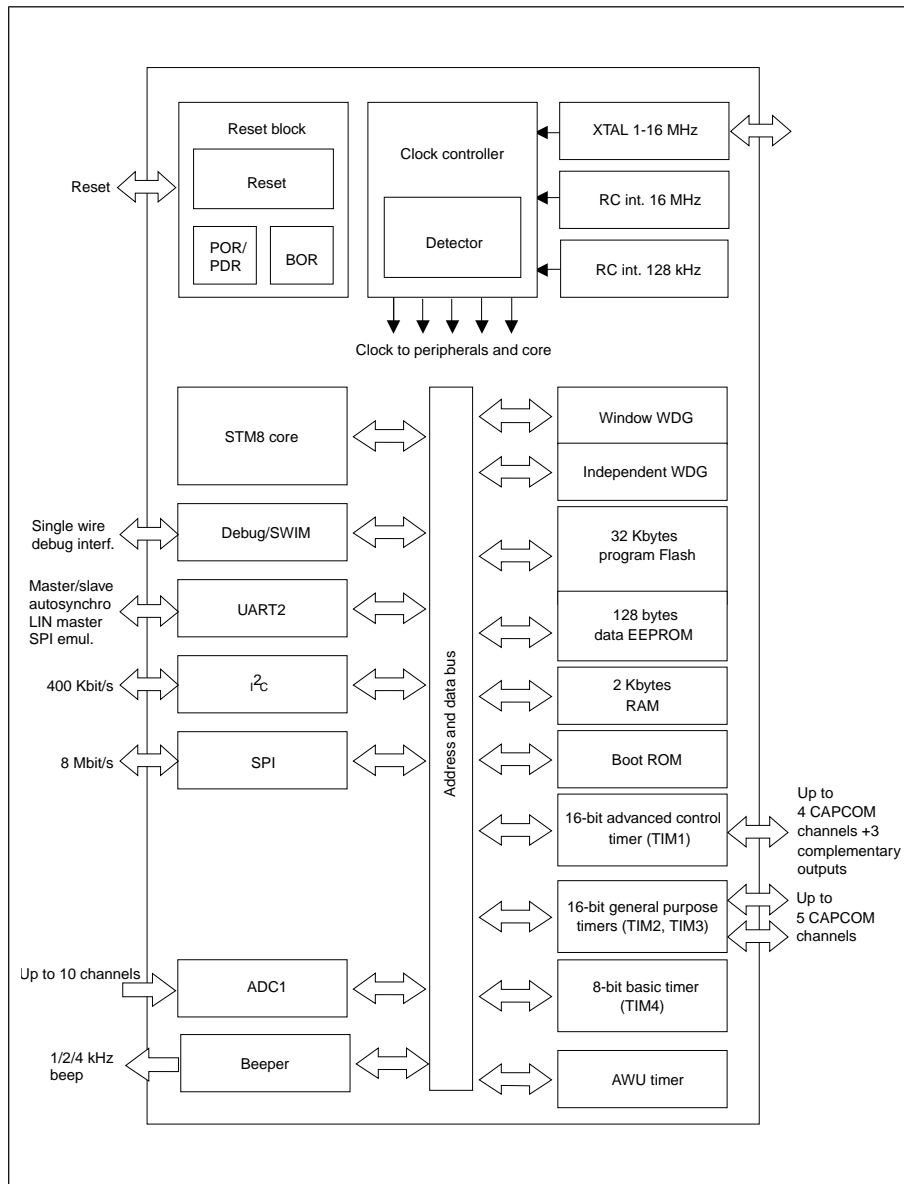 Reset block
Reset
POR/
PDR
BOR
Reset
Clock controller
Detector
XTAL 1-16 MHz
RC int. 16 MHz
RC int. 128 kHz
Clock to peripherals and core
STM8 core
Debug/SWIM
UART2
I2C
SPI
ADC1
Beeper
Single wire
debug interf.
Master/slave
autosynchro
LIN master
SPI emul.
400 Kbit/s
8 Mbit/s
Up to 10 channels
1/2/4 kHz
beep
Address and data bus
Window WDG
Independent WDG
32 Kbytes
program Flash
128 bytes
data EEPROM
2 Kbytes
RAM
Boot ROM
16-bit advanced control
timer (TIM1)
16-bit general purpose
timers (TIM2, TIM3)
8-bit basic timer
(TIM4)
AWU timer
Up to
4 CAPCOM
channels +3
complementary
outputs
Up to
5 CAPCOM
channels